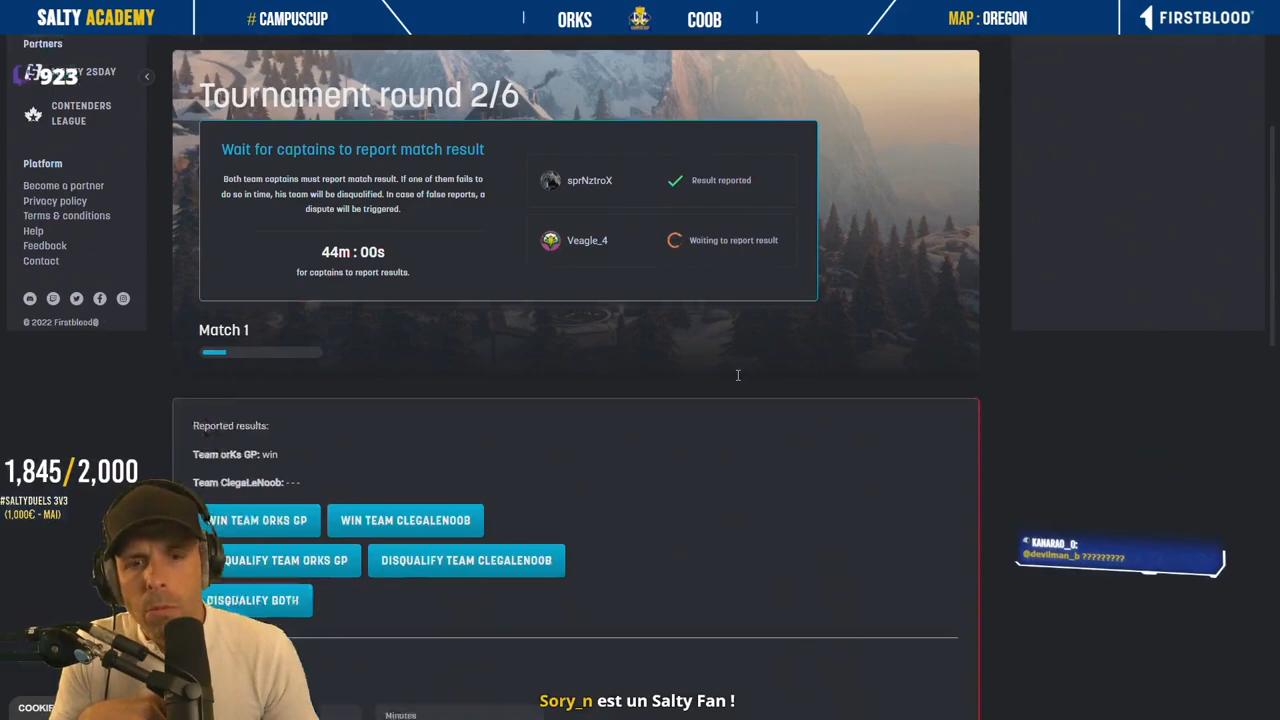 SALTY ACADEMY
# CAMPUSCUP
ORKS
COOB
MAP : OREGON
FIRSTBLOOD
Partners
923
2SDAY
CONTENDERS
LEAGUE
Platform
Become a partner
Privacy policy
Terms & conditions
Help
Feedback
Contact
© 2022 Firstblood®
Tournament round 2/6
Wait for captains to report match result
Both team captains must report match result. If one of them fails to
do so in time, his team will be disqualified. In case of false reports, a
dispute will be triggered.
44m : 00s
for captains to report results.
sprNztroX
Result reported
Veagle_4
Waiting to report result
Match 1
Reported results:
Team orKs GP: win
Team ClegaLeNoob: - - -
WIN TEAM ORKS GP
WIN TEAM CLEGALENOOB
QUALIFY TEAM ORKS GP
DISQUALIFY TEAM CLEGALENOOB
DISQUALIFY BOTH
1,845/2,000
#SALTYDUELS 3V3
(1,000€ - MAI)
KANARAO_O:
@devilman_b ?????????
COOKIE
Minutes
Sory_n est un Salty Fan !